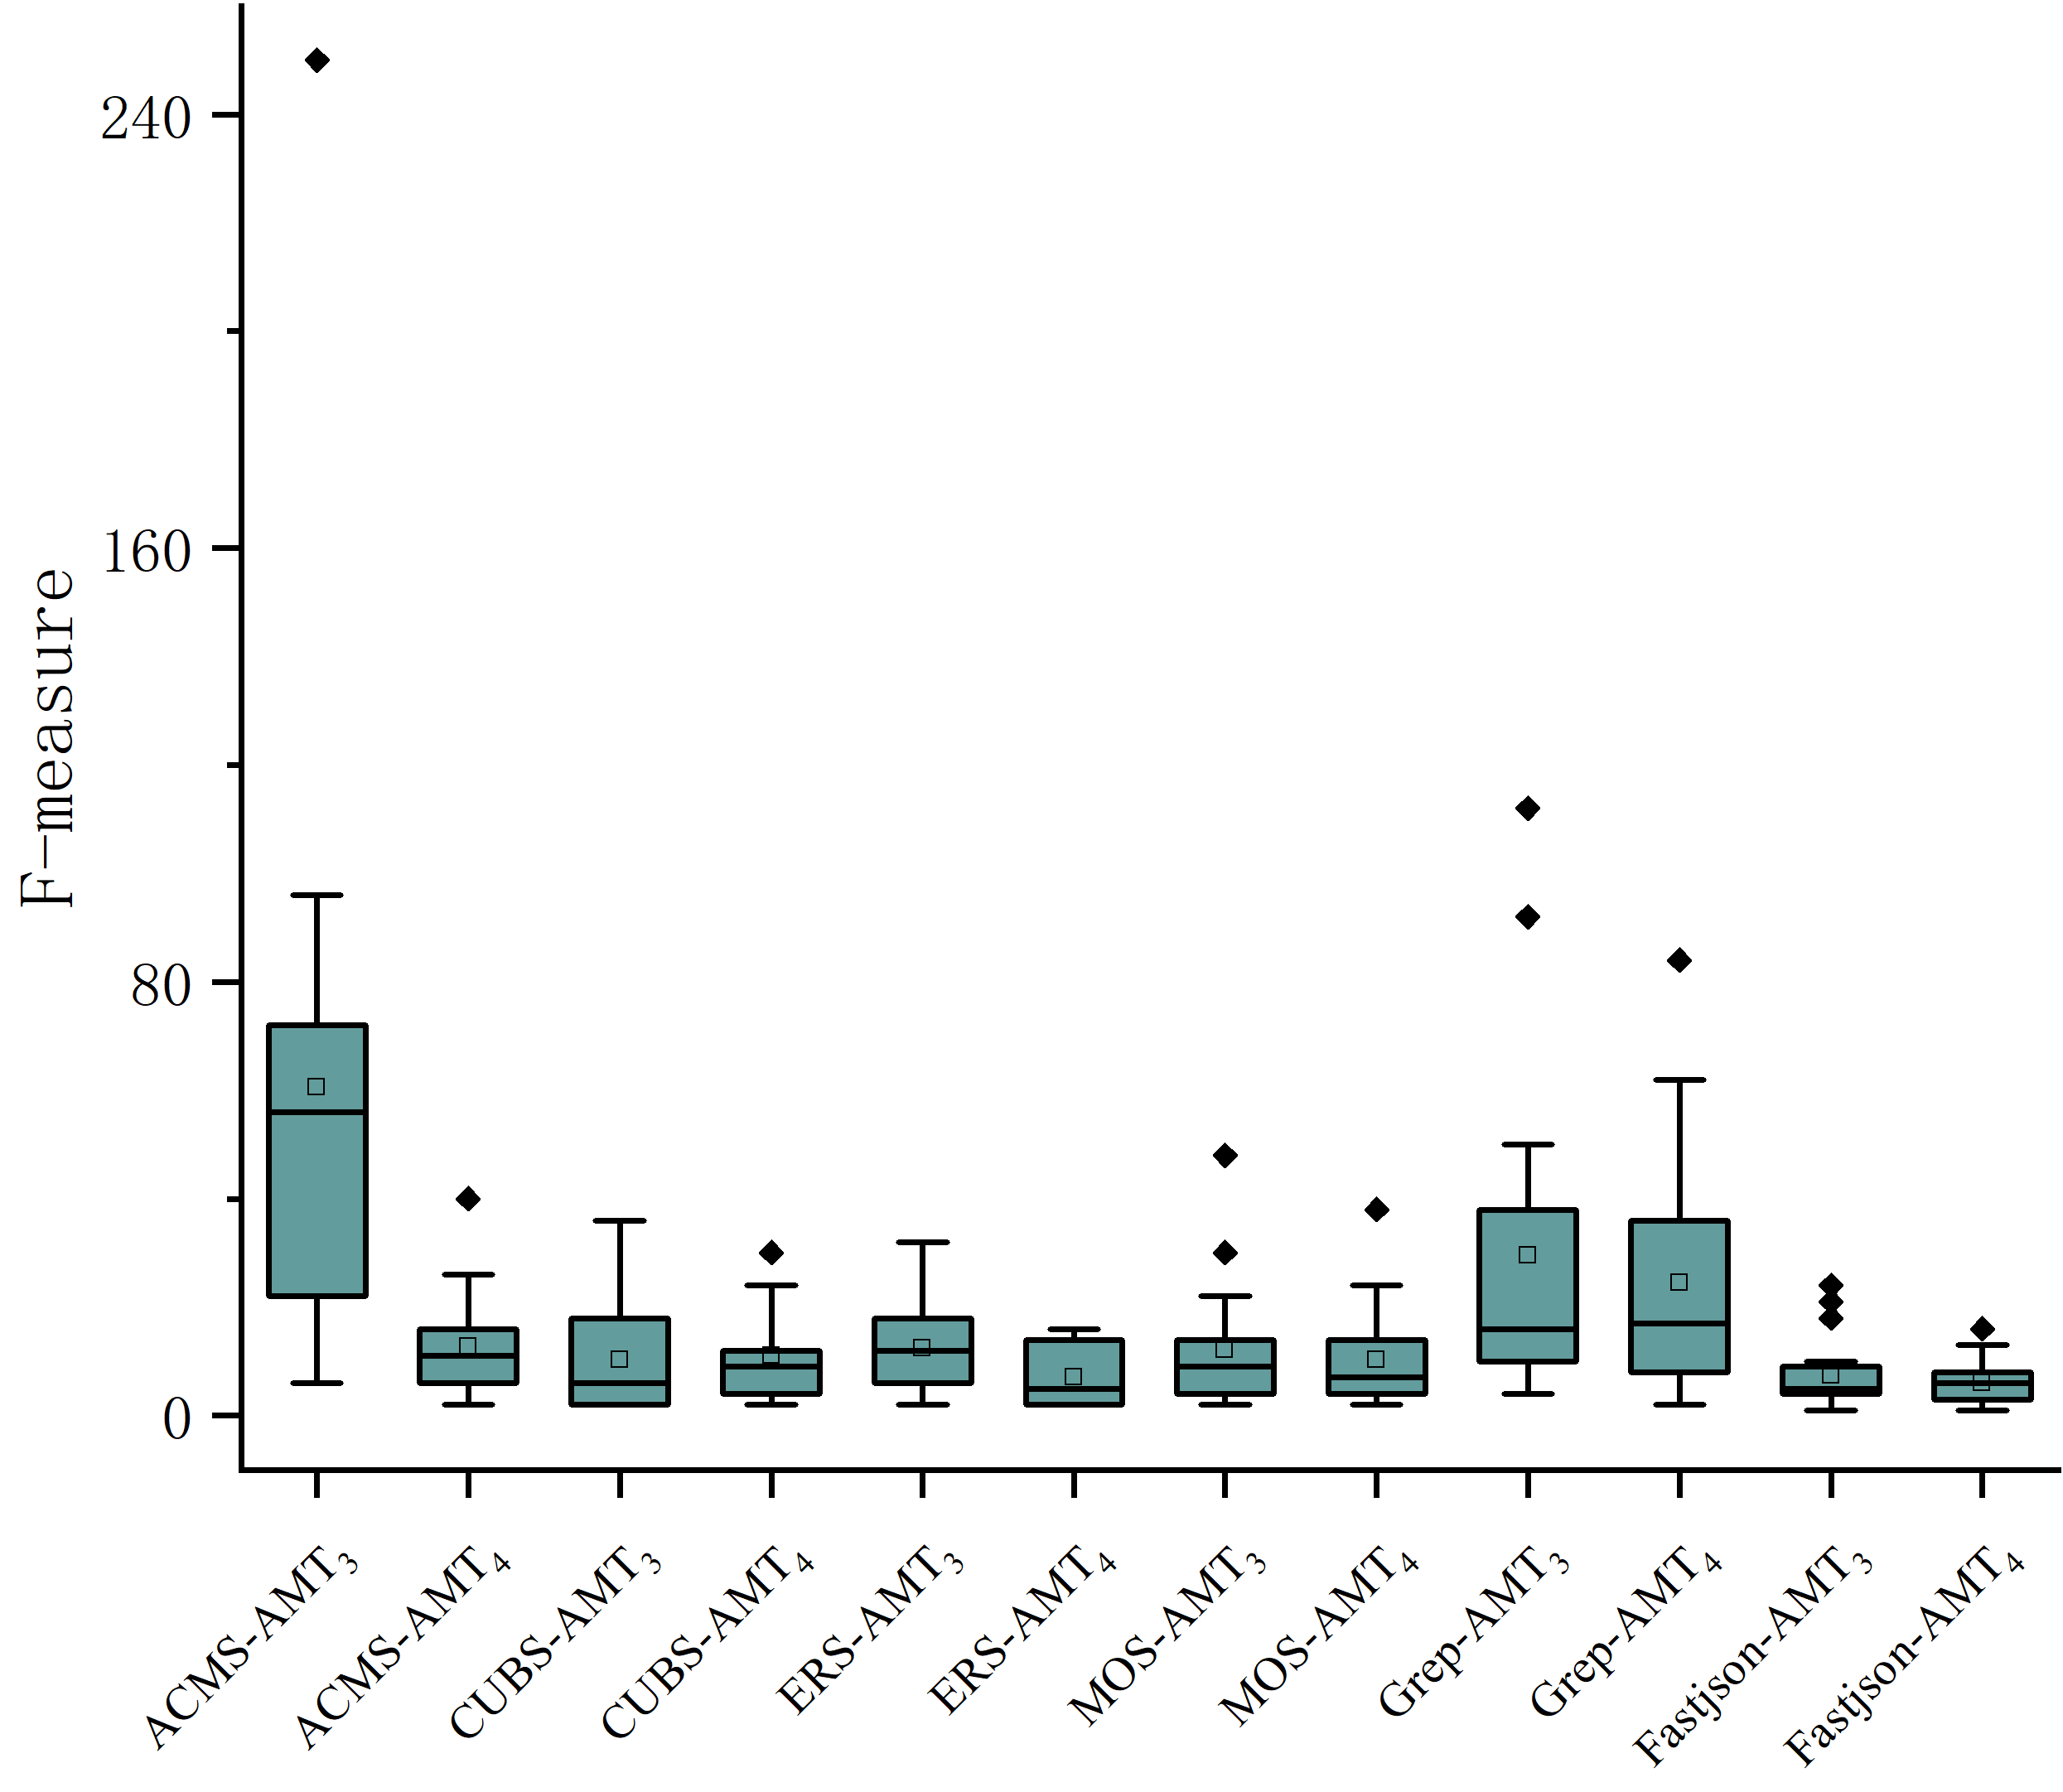 F-measure
240
160
80
0
ACMS-AMT₃
ACMS-AMT₄
CUBS-AMT₃
CUBS-AMT₄
ERS-AMT₃
ERS-AMT₄
MOS-AMT₃
MOS-AMT₄
Grep-AMT₃
Grep-AMT₄
Fastjson-AMT₃
Fastjson-AMT₄